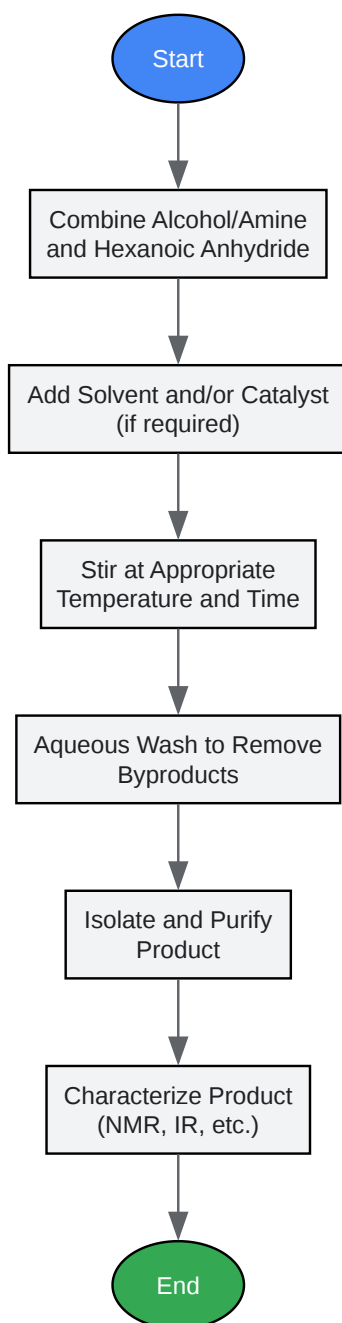 Start
Combine Alcohol/Amine
and Hexanoic Anhydride
Add Solvent and/or Catalyst
(if required)
Stir at Appropriate
Temperature and Time
Aqueous Wash to Remove
Byproducts
Isolate and Purify
Product
Characterize Product
(NMR, IR, etc.)
End